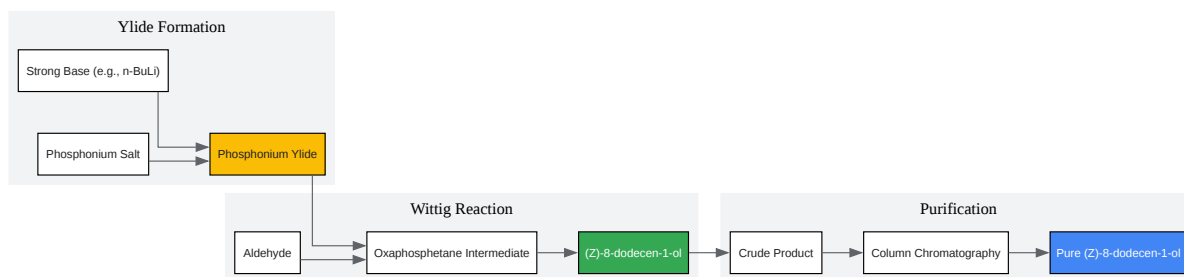 Ylide Formation
Strong Base (e.g., n-BuLi)
Phosphonium Salt
Phosphonium Ylide
Wittig Reaction
Aldehyde
Oxaphosphetane Intermediate
(Z)-8-dodecen-1-ol
Purification
Crude Product
Column Chromatography
Pure (Z)-8-dodecen-1-ol